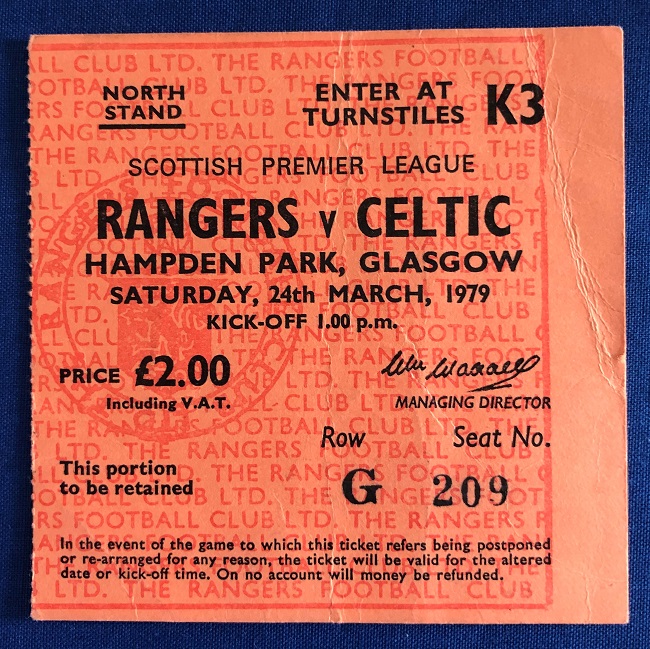 NORTH
STAND
ENTER AT
TURNSTILES K3
SCOTTISH PREMIER LEAGUE
RANGERS v CELTIC
HAMPDEN PARK, GLASGOW
SATURDAY, 24th MARCH, 1979
KICK-OFF 1.00 p.m.
PRICE £2.00
Including V.A.T.
MANAGING DIRECTOR
Row Seat No.
G 209
This portion
to be retained
In the event of the game to which this ticket refers being postponed
or re-arranged for any reason, the ticket will be valid for the altered
date or kick-off time. On no account will money be refunded.